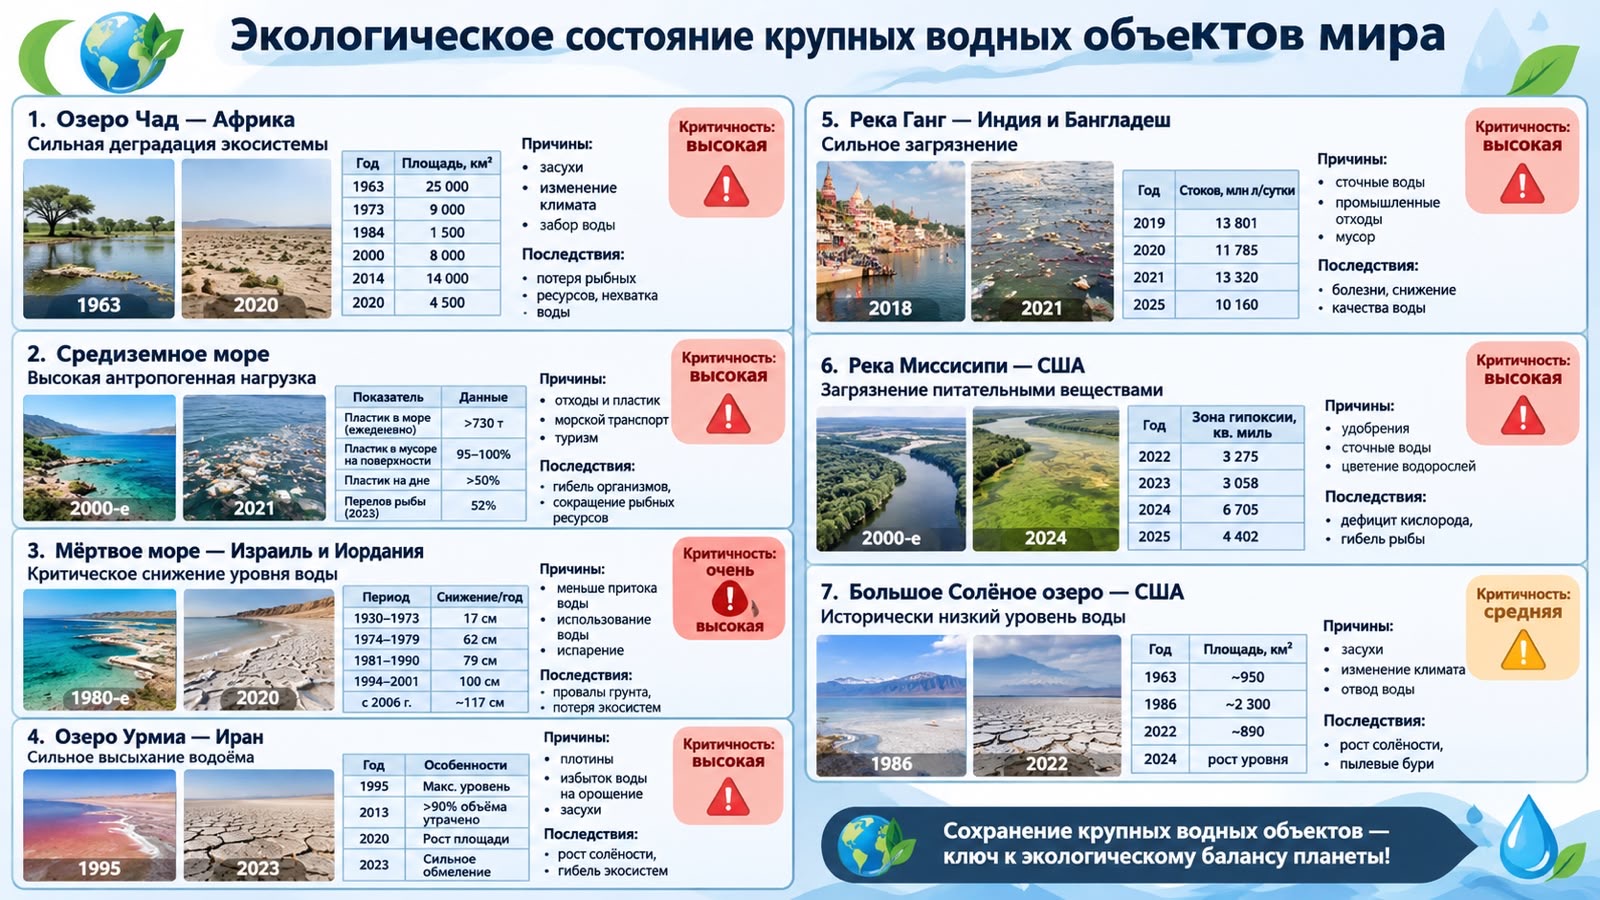 Экологическое состояние крупных водных объектов мира
1. Озеро Чад — Африка
Сильная деградация экосистемы
1963
2020
Год Площадь, км²
1963 25 000
1973 9 000
1984 1 500
2000 8 000
2014 14 000
2020 4 500
Причины:
• засухи
• изменение
климата
• забор воды
Последствия:
• потеря рыбных
• ресурсов, нехватка
• воды
Критичность:
высокая
2. Средиземное море
Высокая антропогенная нагрузка
2000-е
2021
Показатель Данные
Пластик в море
(ежедневно) >730 т
Пластик в мусоре
на поверхности 95–100%
Пластик на дне >50%
Перелов рыбы
(2023) 52%
Причины:
• отходы и пластик
• морской транспорт
• туризм
Последствия:
• гибель организмов,
• сокращение рыбных
ресурсов
Критичность:
высокая
3. Мёртвое море — Израиль и Иордания
Критическое снижение уровня воды
1980-е
2020
Период Снижение/год
1930–1973 17 см
1974–1979 62 см
1981–1990 79 см
1994–2001 100 см
с 2006 г. ~117 см
Причины:
• меньше притока
воды
• использование
воды
• испарение
Последствия:
• провалы грунта,
• потеря экосистем
Критичность:
очень
высокая
4. Озеро Урмиа — Иран
Сильное высыхание водоёма
1995
2023
Год Особенности
1995 Макс. уровень
2013 >90% объёма
утрачено
2020 Рост площади
2023 Сильное
обмеление
Причины:
• плотины
• избыток воды
на орошение
• засухи
Последствия:
• рост солёности,
• гибель экосистем
Критичность:
высокая
5. Река Ганг — Индия и Бангладеш
Сильное загрязнение
2018
2021
Год Стоков, млн л/сутки
2019 13 801
2020 11 785
2021 13 320
2025 10 160
Причины:
• сточные воды
• промышленные
отходы
• мусор
Последствия:
• болезни, снижение
• качества воды
Критичность:
высокая
6. Река Миссисипи — США
Загрязнение питательными веществами
2000-е
2024
Год Зона гипоксии,
кв. миль
2022 3 275
2023 3 058
2024 6 705
2025 4 402
Причины:
• удобрения
• сточные воды
• цветение водорослей
Последствия:
• дефицит кислорода,
• гибель рыбы
Критичность:
высокая
7. Большое Солёное озеро — США
Исторически низкий уровень воды
1986
2022
Год Площадь, км²
1963 ~950
1986 ~2 300
2022 ~890
2024 рост уровня
Причины:
• засухи
• изменение климата
• отвод воды
Последствия:
• рост солёности,
• пылевые бури
Критичность:
средняя
Сохранение крупных водных объектов —
ключ к экологическому балансу планеты!